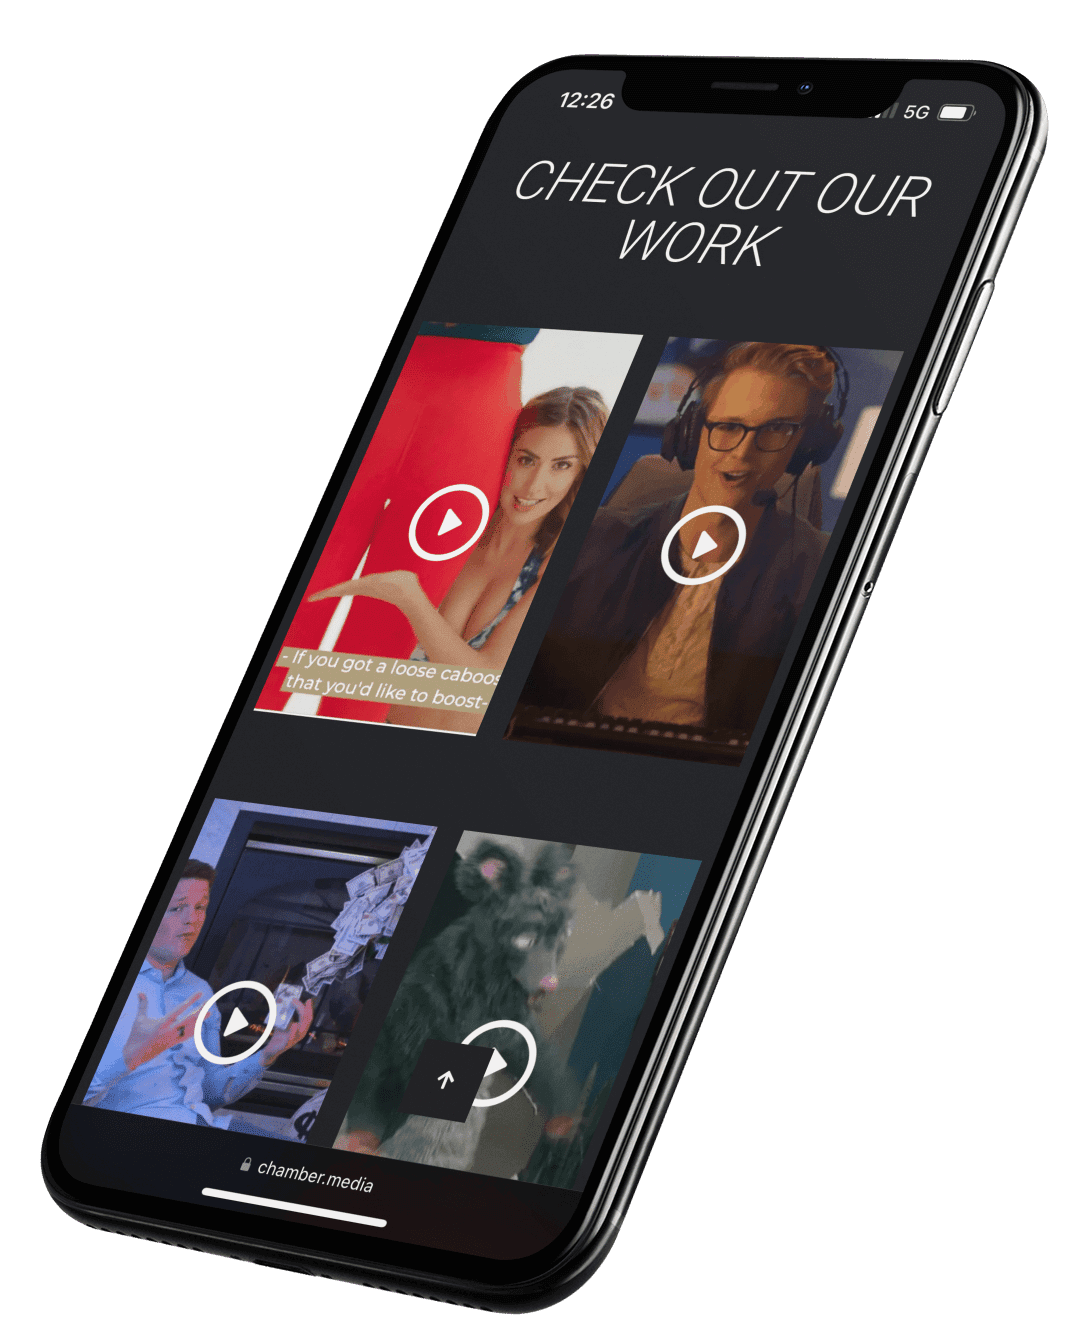 12:26
5G
CHECK OUT OUR
WORK
- If you got a loose caboos
that you'd like to boost-
chamber.media